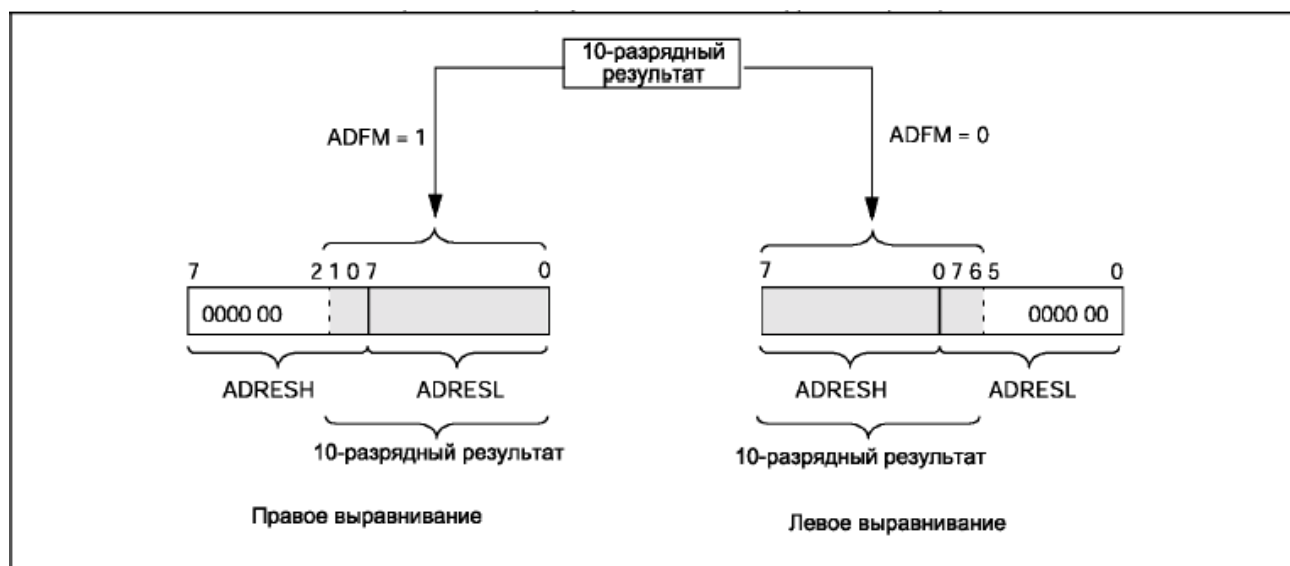 10-разрядный
результат
ADFM = 1
ADFM = 0
7 2 1 0 7 0
7 0 7 6 5 0
0000 00
0000 00
ADRESH ADRESL
ADRESH ADRESL
10-разрядный результат
10-разрядный результат
Правое выравнивание
Левое выравнивание